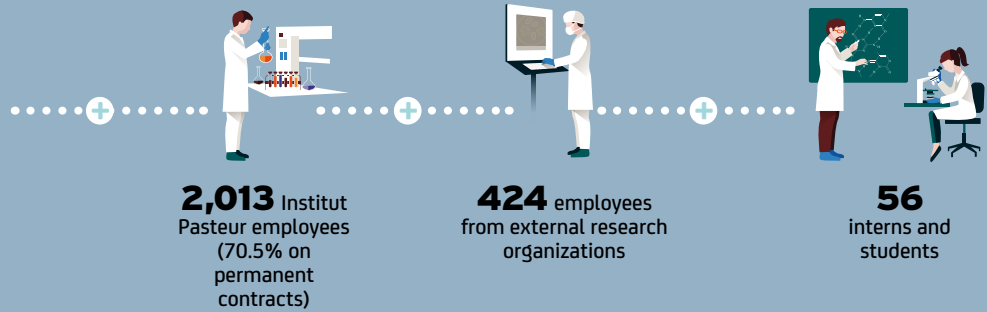 2,013 Institut
Pasteur employees
(70.5% on
permanent
contracts)
424 employees
from external research
organizations
56
interns and
students